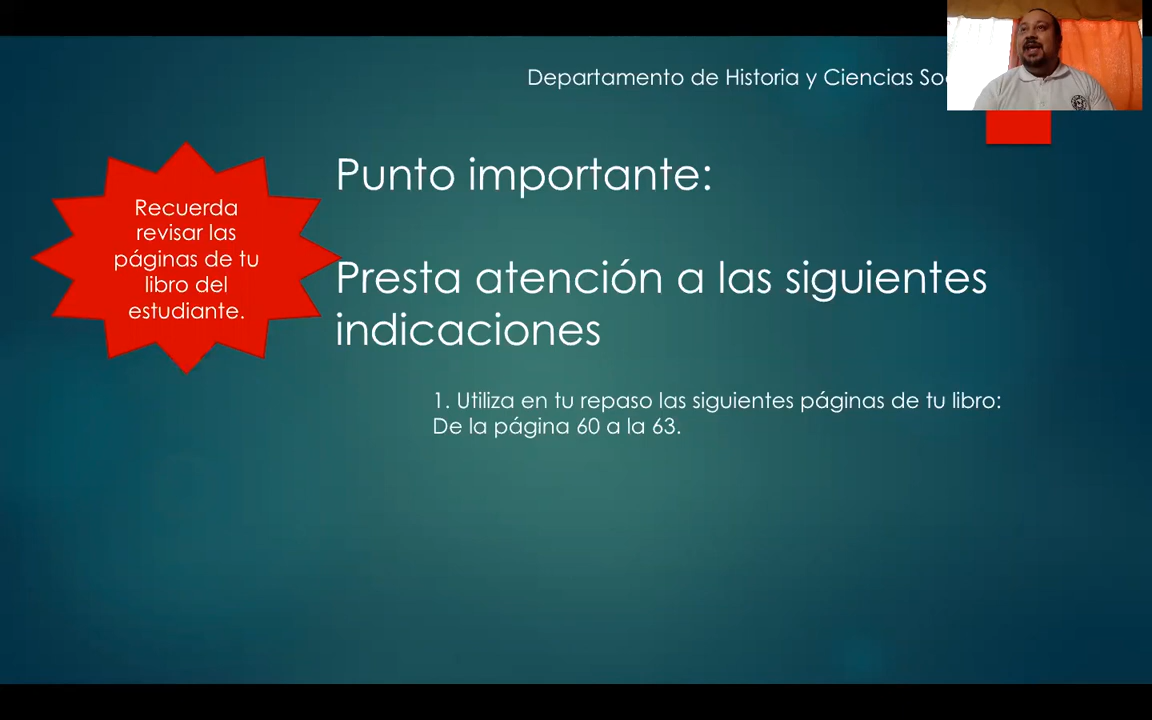 Departamento de Historia y Ciencias
Punto importante:
Recuerda
revisar las
páginas de tu
libro del
estudiante.
Presta atención a las siguientes
indicaciones
1. Utiliza en tu repaso las siguientes páginas de tu libro:
De la página 60 a la 63.